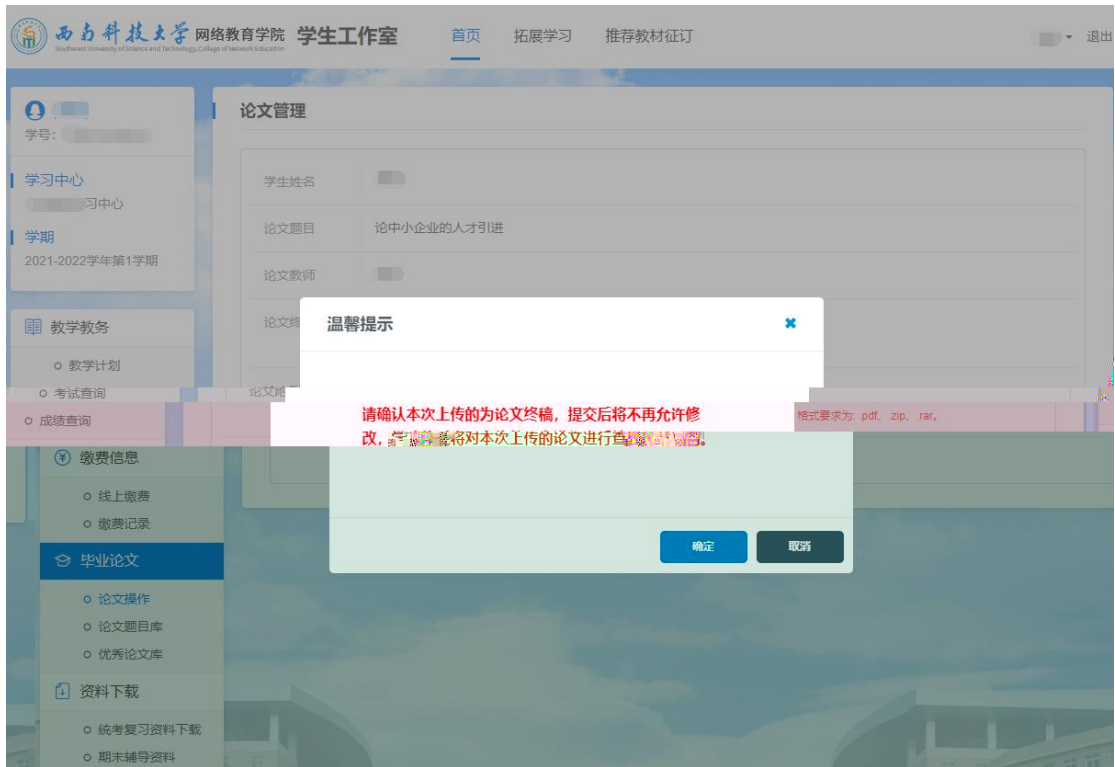 西南科技大学 网络教育学院 学生工作室 首页 拓展学习 推荐教材征订 退出
Southwest University of Science and Technology, College of Network Education
论文管理
学号:
学习中心
习中心
学期
2021-2022学年第1学期
教学教务
教学计划
考试查询
成绩查询
缴费信息
线上缴费
缴费记录
毕业论文
论文操作
论文题目库
优秀论文库
资料下载
统考复习资料下载
期末辅导资料
学生姓名
论文题目 论中小企业的人才引进
论文教师
论文终
格式要求为: .pdf、.zip、.rar。
温馨提示
请确认本次上传的为论文终稿，提交后将不再允许修
改，将对本次上传的论文进行
确定 取消